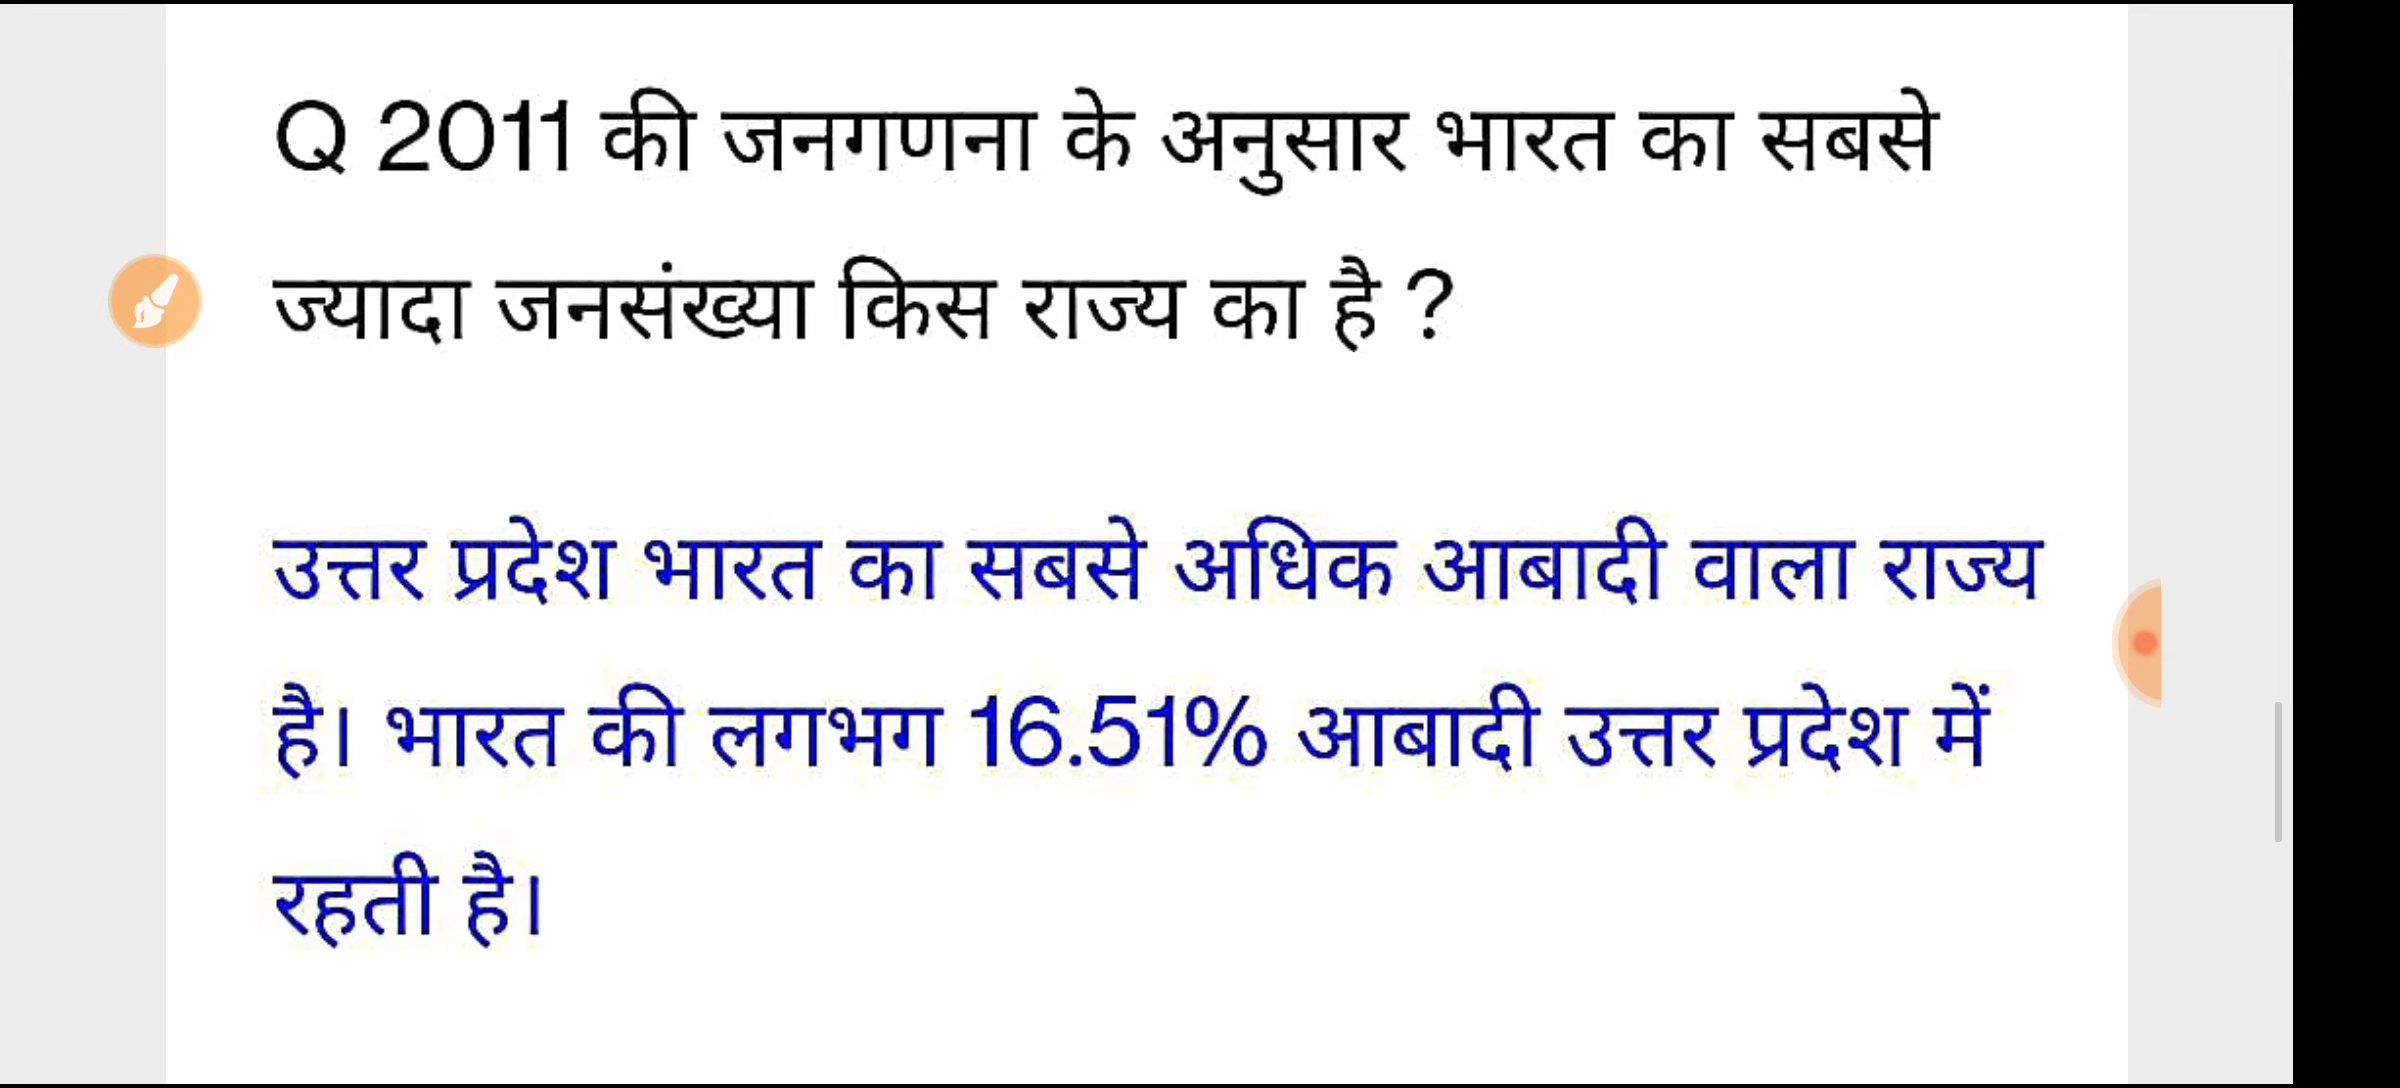 Q 2011 की जनगणना के अनुसार भारत का सबसे
ज्यादा जनसंख्या किस राज्य का है ?
उत्तर प्रदेश भारत का सबसे अधिक आबादी वाला राज्य
है। भारत की लगभग 16.51% आबादी उत्तर प्रदेश में
रहती है।